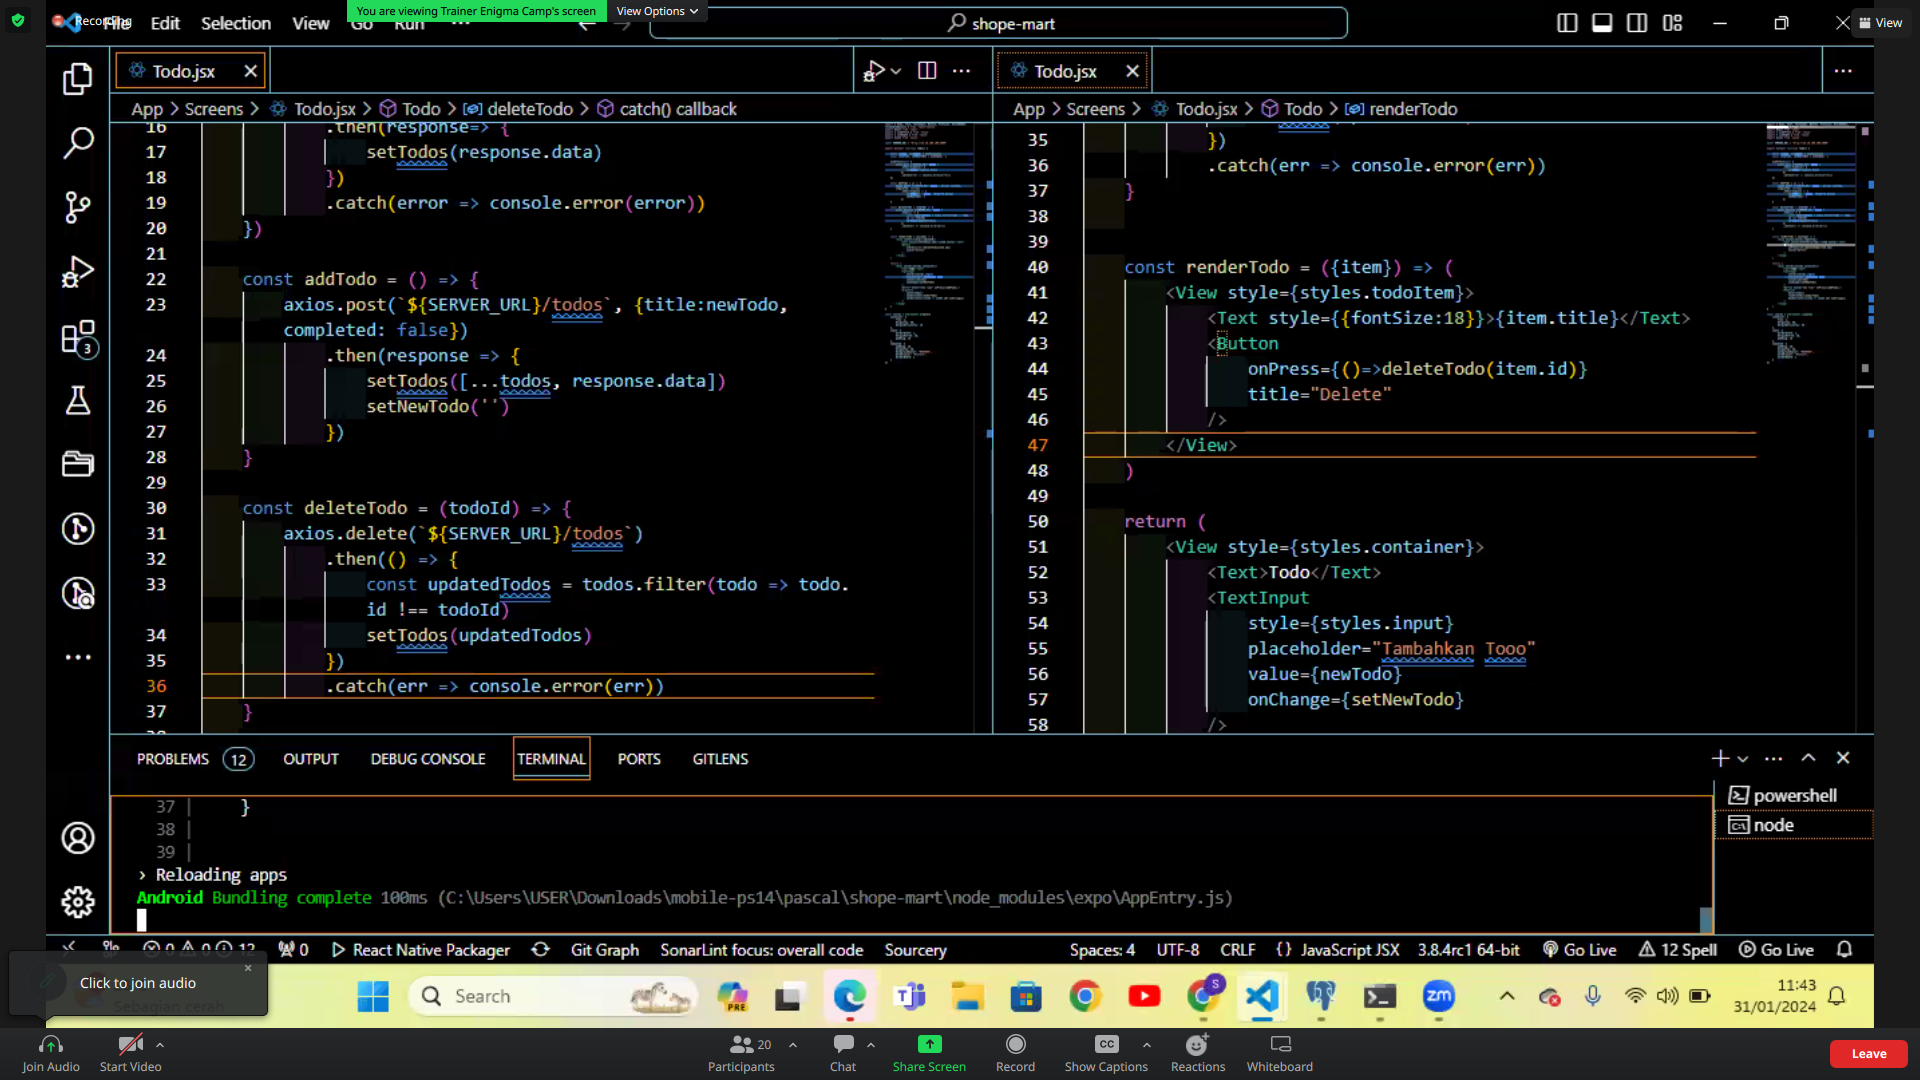 Recording
File Edit Selection View Go Run ···
You are viewing Trainer Enigma Camp's screen
View Options
shope-mart
View
Todo.jsx
Todo.jsx
App > Screens > Todo.jsx > Todo > deleteTodo > catch() callback
App > Screens > Todo.jsx > Todo > renderTodo
16 .then(response=> {
17 setTodos(response.data)
18 })
19 .catch(error => console.error(error))
20 })
21
22 const addTodo = () => {
23 axios.post(`${SERVER_URL}/todos`, {title:newTodo,
completed: false})
24 .then(response => {
25 setTodos([...todos, response.data])
26 setNewTodo('')
27 })
28 }
29
30 const deleteTodo = (todoId) => {
31 axios.delete(`${SERVER_URL}/todos`)
32 .then(() => {
33 const updatedTodos = todos.filter(todo => todo.
id !== todoId)
34 setTodos(updatedTodos)
35 })
36 .catch(err => console.error(err))
37 }
35 })
36 .catch(err => console.error(err))
37 }
38
39
40 const renderTodo = ({item}) => (
41 <View style={styles.todoItem}>
42 <Text style={{fontSize:18}}>{item.title}</Text>
43 <Button
44 onPress={()=>deleteTodo(item.id)}
45 title="Delete"
46 />
47 </View>
48 )
49
50 return (
51 <View style={styles.container}>
52 <Text>Todo</Text>
53 <TextInput
54 style={styles.input}
55 placeholder="Tambahkan Tooo"
56 value={newTodo}
57 onChange={setNewTodo}
58 />
3
PROBLEMS 12 OUTPUT DEBUG CONSOLE TERMINAL PORTS GITLENS
37 | }
38 |
39 |
› Reloading apps
Android Bundling complete 100ms (C:\Users\USER\Downloads\mobile-ps14\pascal\shope-mart\node_modules\expo\AppEntry.js)
powershell
node
0 0 12 0 React Native Packager Git Graph SonarLint focus: overall code Sourcery
Spaces: 4 UTF-8 CRLF {} JavaScript JSX 3.8.4rc1 64-bit Go Live 12 Spell Go Live
Click to join audio
Sebagian cerah
Search
PRE
S
zm
11:43
31/01/2024
Join Audio
Start Video
20
Participants
Chat
Share Screen
Record
CC
Show Captions
Reactions
Whiteboard
Leave